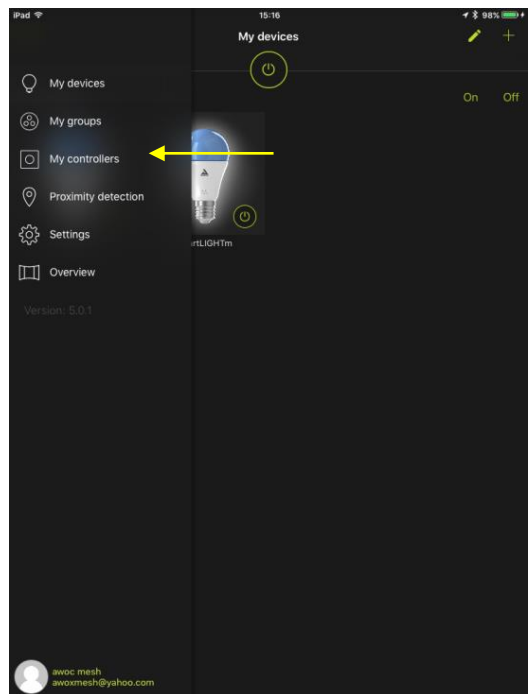 iPad 15:16 98%
My devices
My devices
On Off
My groups
My controllers
Proximity detection
rtLIGHTm
Settings
Overview
Version: 5.0.1
awoc mesh
awoxmesh@yahoo.com